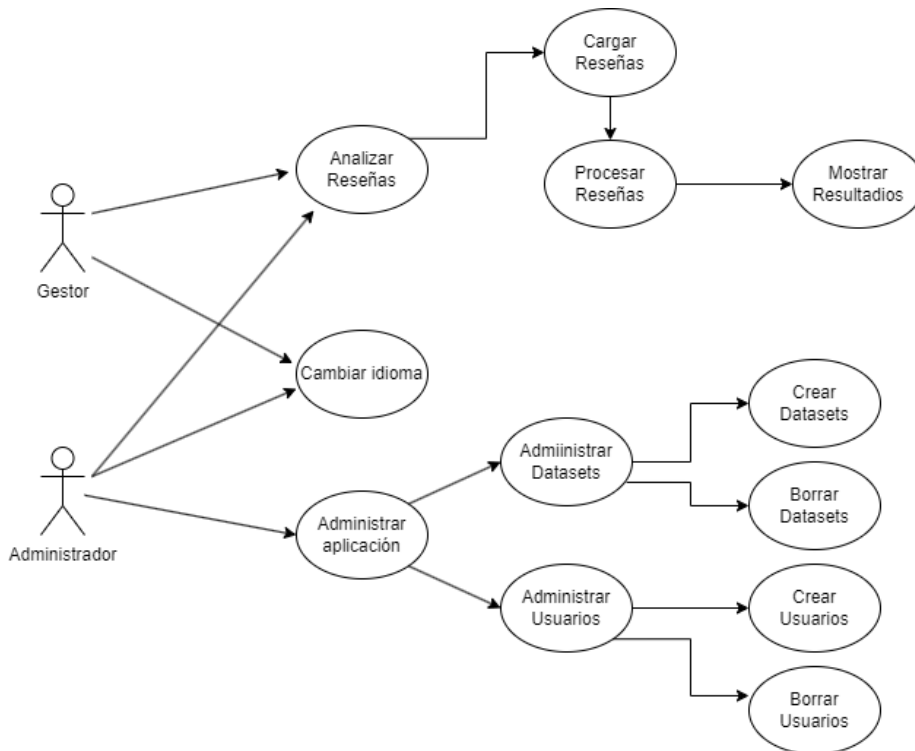 Cargar
Reseñas
Analizar
Reseñas
Procesar
Reseñas
Mostrar
Resultadios
Gestor
Cambiar idioma
Crear
Datasets
Admiinistrar
Datasets
Borrar
Datasets
Administrador
Administrar
aplicación
Administrar
Usuarios
Crear
Usuarios
Borrar
Usuarios